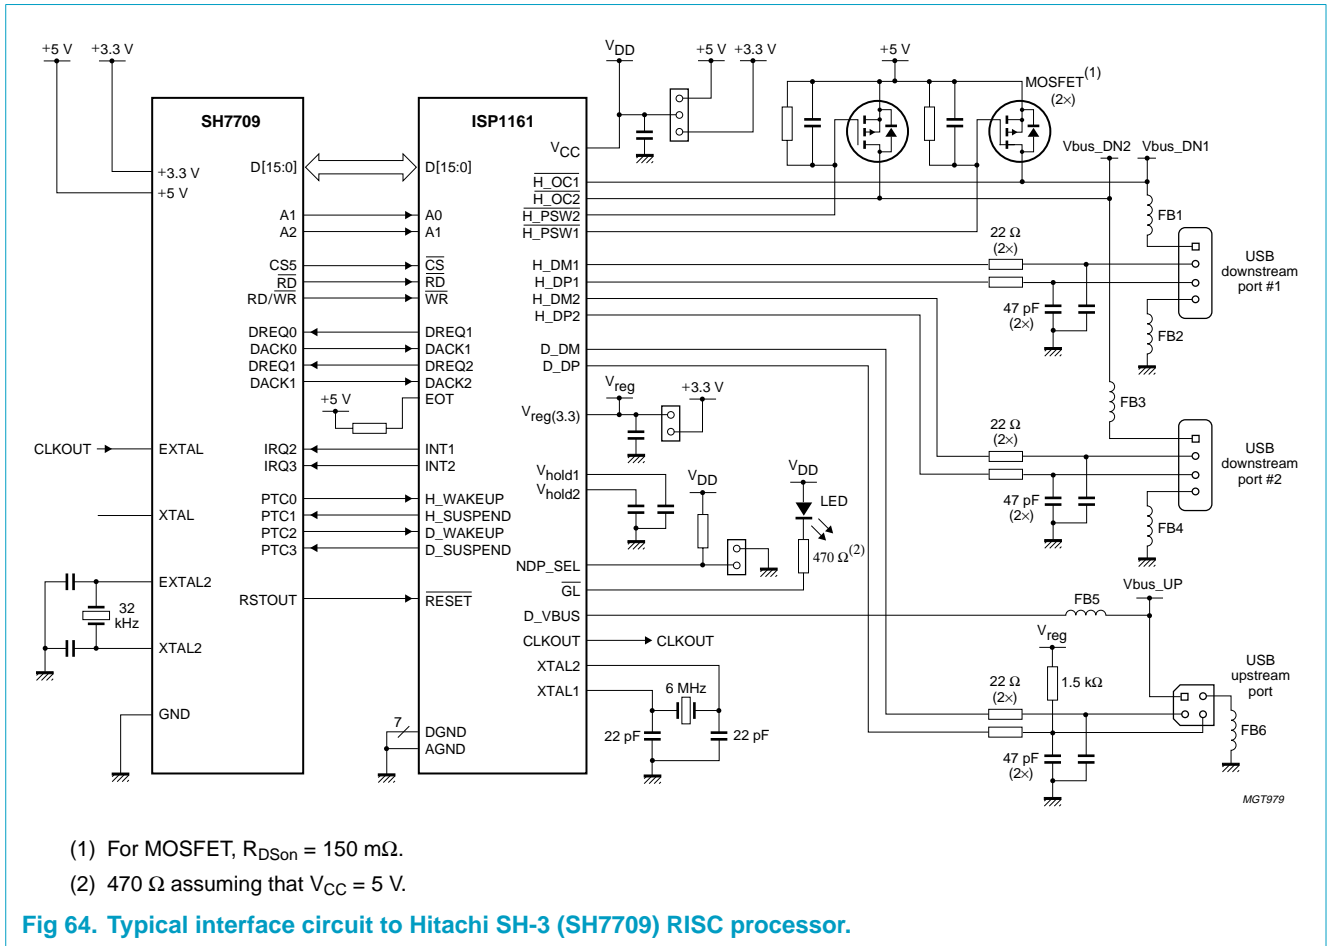 +5 V
+3.3 V
SH7709
D[15:0]
+3.3 V
+5 V
A1
A2
CS5
RD
RD/WR
DREQ0
DACK0
DREQ1
DACK1
CLKOUT
EXTAL
IRQ2
IRQ3
PTC0
XTAL
PTC1
PTC2
PTC3
EXTAL2
RSTOUT
32
kHz
XTAL2
GND
ISP1161
D[15:0]
A0
A1
CS
RD
WR
DREQ1
DACK1
DREQ2
DACK2
EOT
+5 V
INT1
INT2
H_WAKEUP
H_SUSPEND
D_WAKEUP
D_SUSPEND
RESET
7
DGND
AGND
VCC
H_OC1
H_OC2
H_PSW2
H_PSW1
H_DM1
H_DP1
H_DM2
H_DP2
D_DM
D_DP
Vreg(3.3)
Vhold1
Vhold2
NDP_SEL
GL
D_VBUS
CLKOUT
CLKOUT
XTAL2
XTAL1
6 MHz
22 pF
22 pF
VDD
+5 V
+3.3 V
+5 V
MOSFET(1)
(2×)
Vbus_DN2
Vbus_DN1
FB1
22 Ω
(2×)
USB
downstream
port #1
47 pF
(2×)
FB2
Vreg
+3.3 V
FB3
22 Ω
(2×)
USB
downstream
port #2
47 pF
(2×)
FB4
VDD
VDD
LED
470 Ω(2)
Vbus_UP
FB5
Vreg
1.5 kΩ
22 Ω
(2×)
USB
upstream
port
FB6
47 pF
(2×)
MGT979
(1) For MOSFET, RDSon = 150 mΩ.
(2) 470 Ω assuming that VCC = 5 V.
Fig 64. Typical interface circuit to Hitachi SH-3 (SH7709) RISC processor.